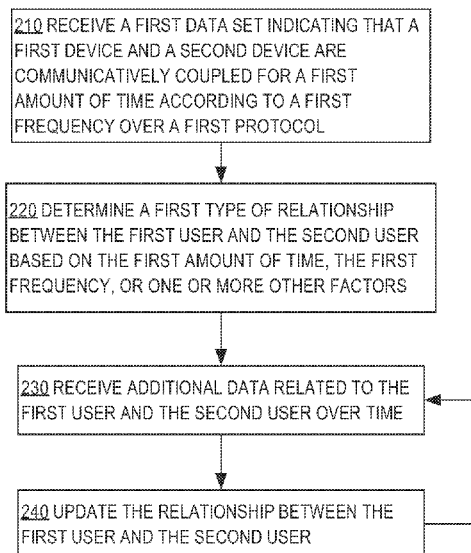 210 RECEIVE A FIRST DATA SET INDICATING THAT A
FIRST DEVICE AND A SECOND DEVICE ARE
COMMUNICATIVELY COUPLED FOR A FIRST
AMOUNT OF TIME ACCORDING TO A FIRST
FREQUENCY OVER A FIRST PROTOCOL
220 DETERMINE A FIRST TYPE OF RELATIONSHIP
BETWEEN THE FIRST USER AND THE SECOND USER
BASED ON THE FIRST AMOUNT OF TIME, THE FIRST
FREQUENCY, OR ONE OR MORE OTHER FACTORS
230 RECEIVE ADDITIONAL DATA RELATED TO THE
FIRST USER AND THE SECOND USER OVER TIME
240 UPDATE THE RELATIONSHIP BETWEEN THE
FIRST USER AND THE SECOND USER